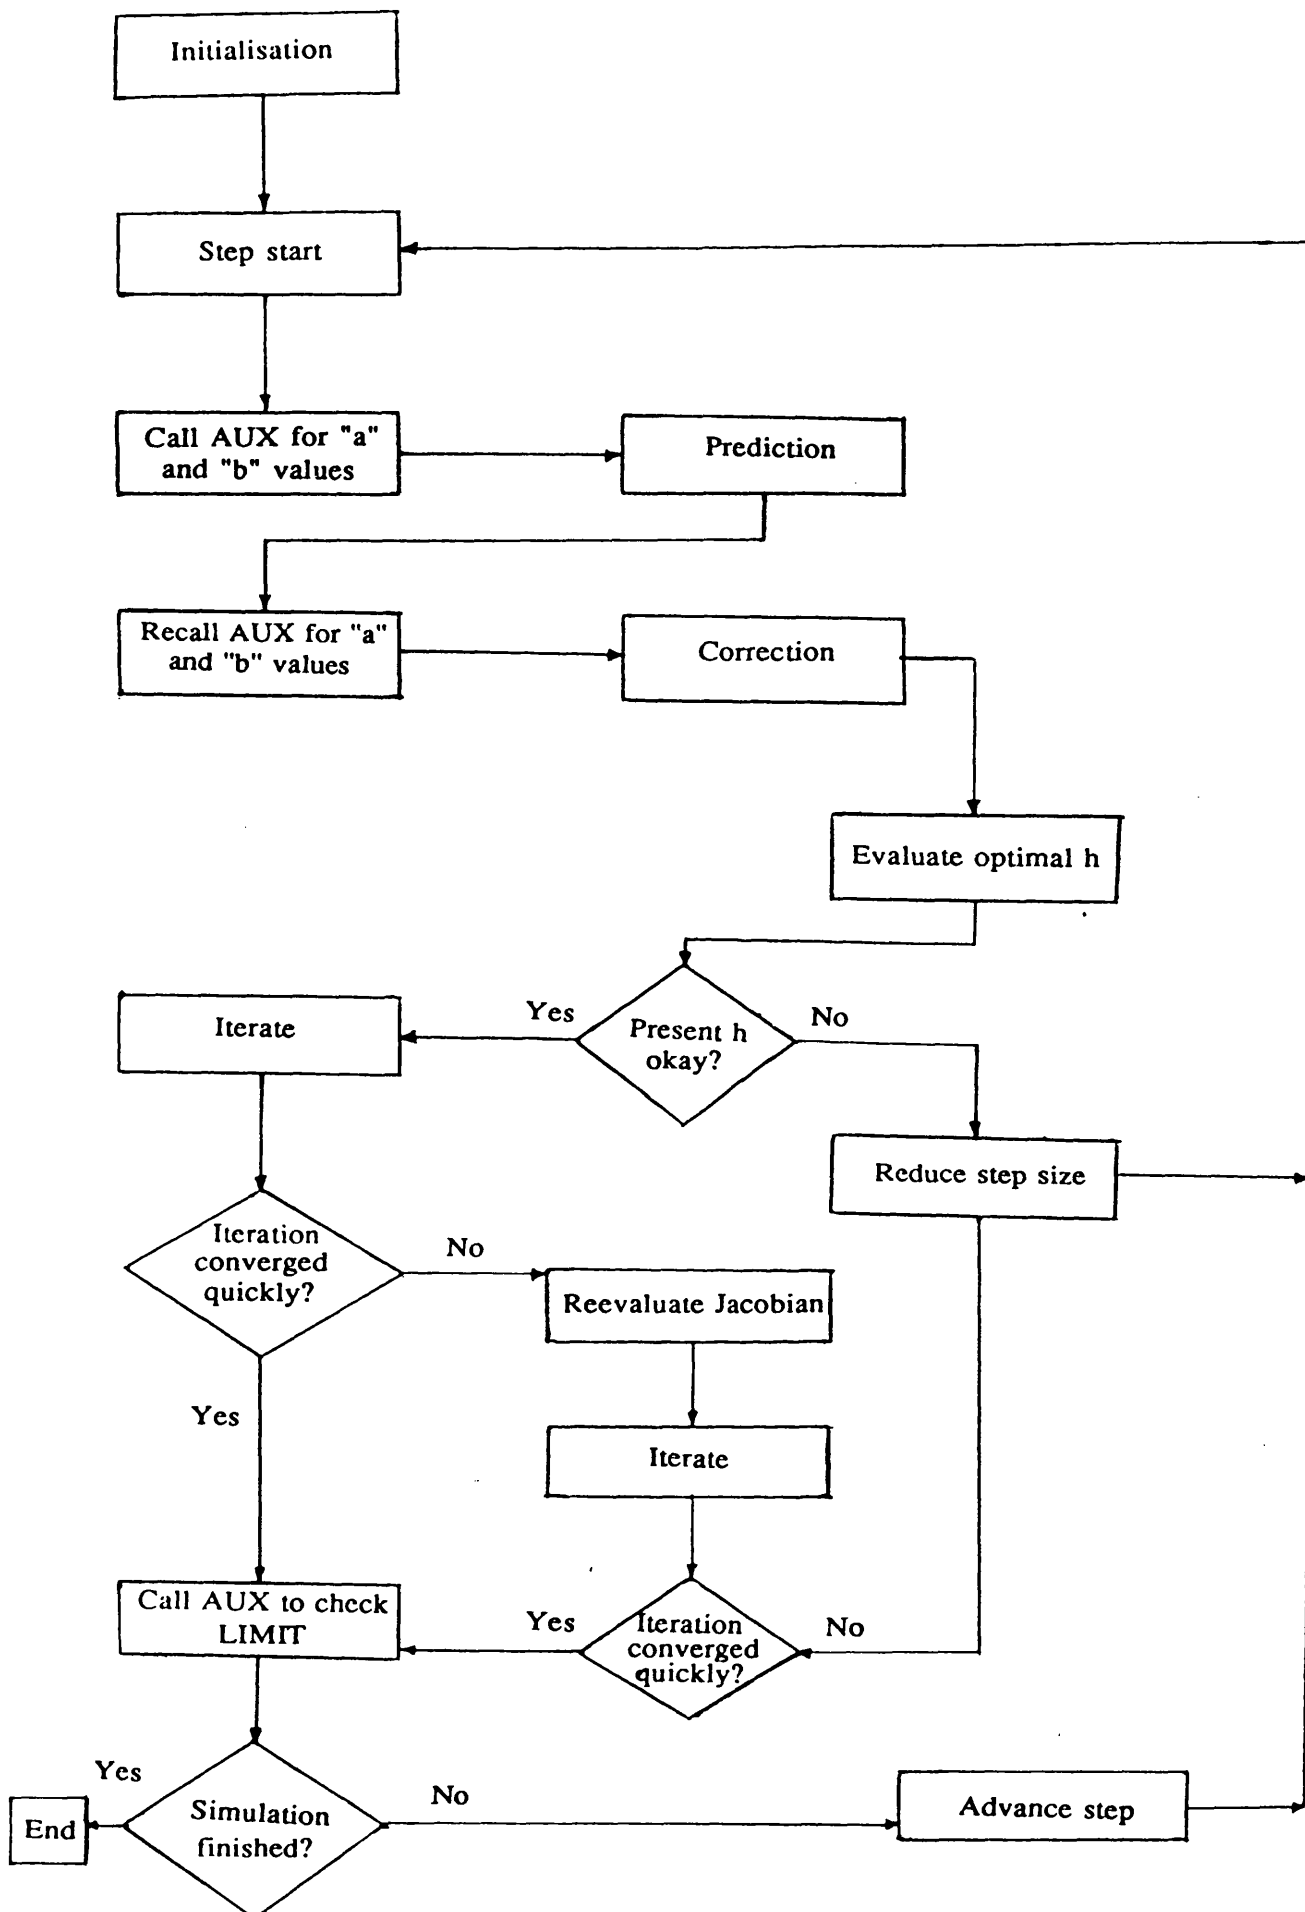 Initialisation
Step start
Call AUX for "a"
and "b" values
Prediction
Recall AUX for "a"
and "b" values
Correction
Evaluate optimal h
Yes
Present h
okay?
No
Iterate
Reduce step size
Iteration
converged
quickly?
No
Reevaluate Jacobian
Yes
Iterate
Call AUX to check
LIMIT
Yes
Iteration
converged
quickly?
No
Yes
End
Simulation
finished?
No
Advance step